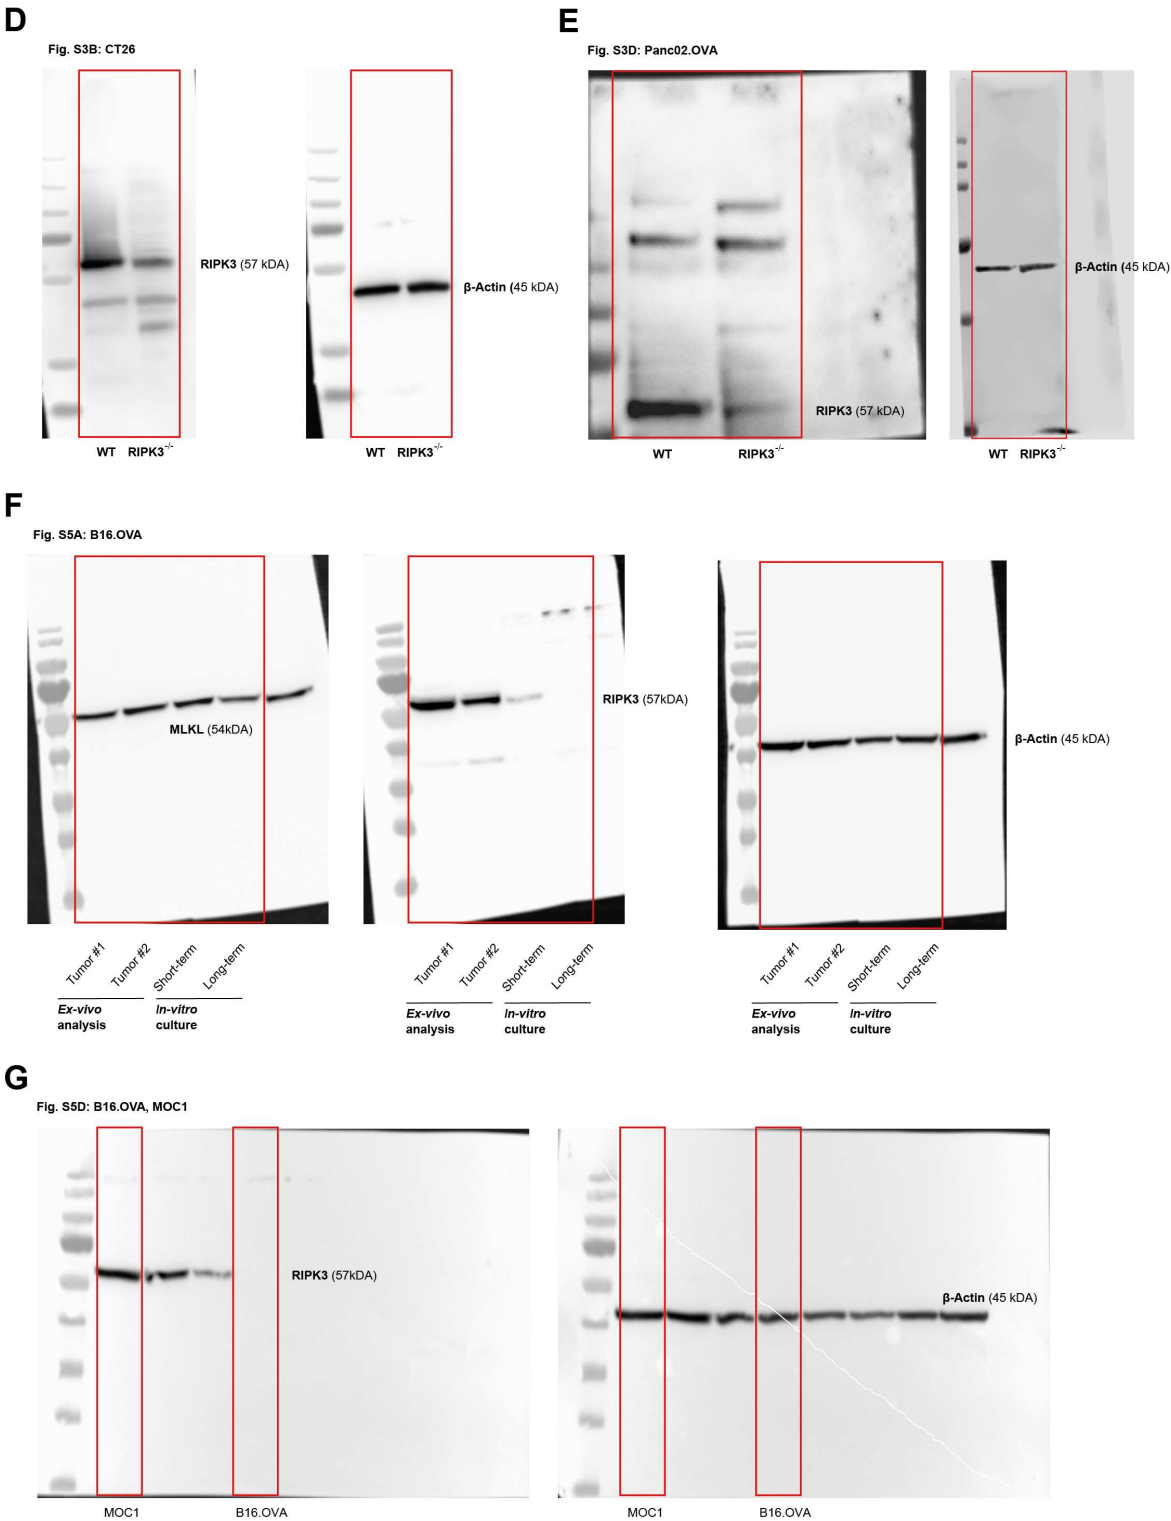 D
Fig. S3B: CT26
RIPK3 (57 kDA)
β-Actin (45 kDA)
WT RIPK3-/-
WT RIPK3-/-
E
Fig. S3D: Panc02.OVA
RIPK3 (57 kDA)
β-Actin (45 kDA)
WT RIPK3-/-
WT RIPK3-/-
F
Fig. S5A: B16.OVA
MLKL (54kDA)
RIPK3 (57kDA)
β-Actin (45 kDA)
Tumor #1
Tumor #2
Short-term
Long-term
Ex-vivo
analysis
In-vitro
culture
Tumor #1
Tumor #2
Short-term
Long-term
Ex-vivo
analysis
In-vitro
culture
Tumor #1
Tumor #2
Short-term
Long-term
Ex-vivo
analysis
In-vitro
culture
G
Fig. S5D: B16.OVA, MOC1
RIPK3 (57kDA)
β-Actin (45 kDA)
MOC1 B16.OVA
MOC1 B16.OVA